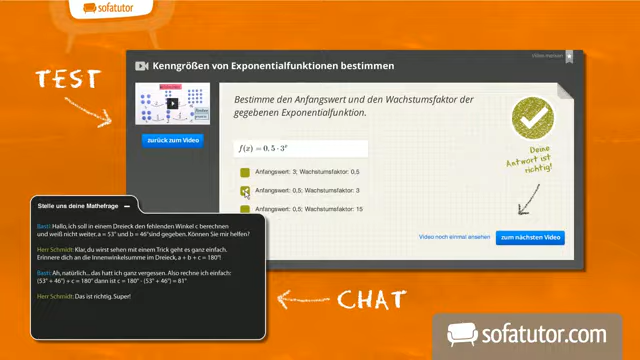 sofatutor
Kenngrößen von Exponentialfunktionen bestimmen
Video merken
TEST
Bestimme den Anfangswert und den Wachstumsfaktor der
gegebenen Exponentialfunktion.
f(x) = 0,5 · 3ˣ
zurück zum Video
Deine
Antwort ist
richtig!
Anfangswert: 3; Wachstumsfaktor: 0,5
Anfangswert: 0,5; Wachstumsfaktor: 3
Anfangswert: 0,5; Wachstumsfaktor: 15
Video noch einmal ansehen
zum nächsten Video
Stelle uns deine Mathefrage
Basti: Hallo, ich soll in einem Dreieck den fehlenden Winkel c berechnen
und weiß nicht weiter. a = 53° und b = 46° sind gegeben. Können Sie mir helfen?
Herr Schmidt: Klar, du wirst sehen mit einem Trick geht es ganz einfach.
Erinnere dich an die Innenwinkelsumme im Dreieck, a + b + c = 180°!
Basti: Ah, natürlich... das hatt ich ganz vergessen. Also rechne ich einfach:
(53° + 46°) + c = 180° dann ist c = 180° - (53° + 46°) = 81°
Herr Schmidt: Das ist richtig. Super!
CHAT
sofatutor.com